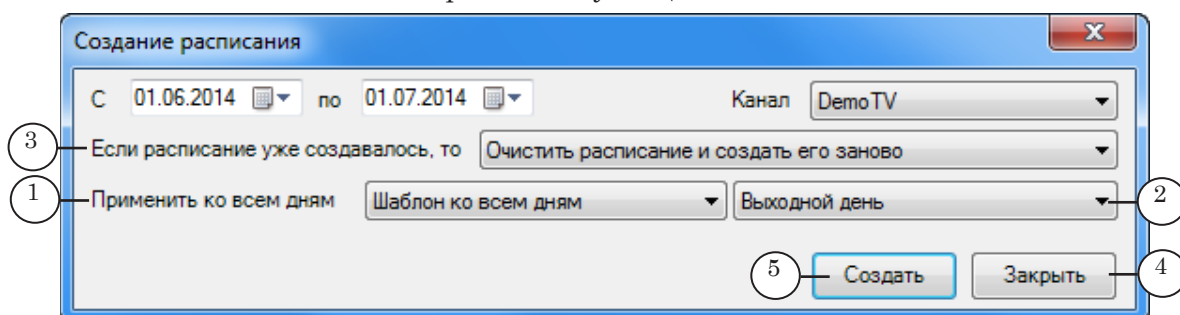 Создание расписания
x
С 01.06.2014 по 01.07.2014 Канал DemoTV
3 Если расписание уже создавалось, то Очистить расписание и создать его заново
1 Применить ко всем дням Шаблон ко всем дням Выходной день 2
5 Создать Закрыть 4